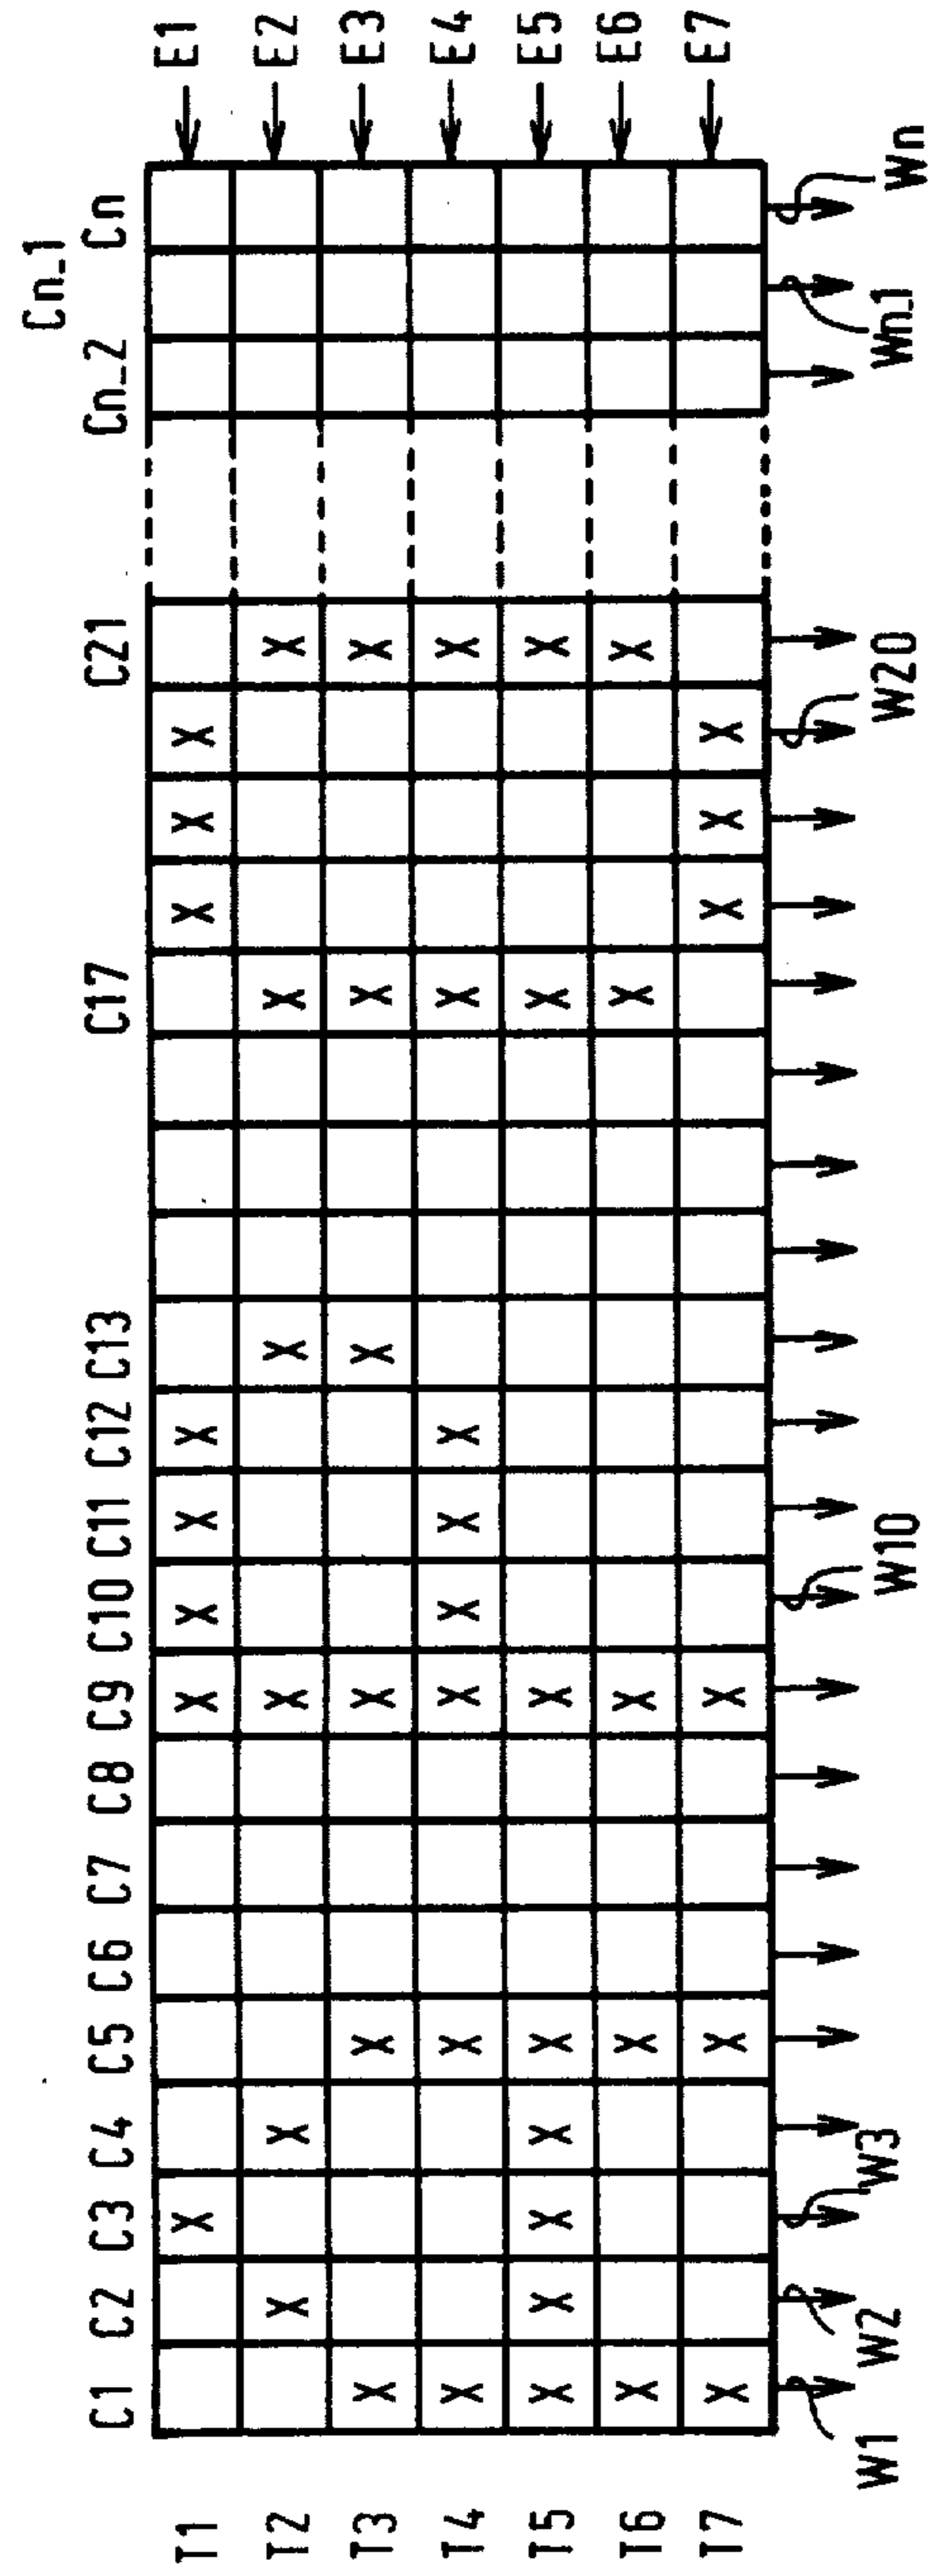 Cn_1
C1 C2 C3 C4 C5 C6 C7 C8 C9 C10 C11 C12 C13 C17 C21 Cn_2 Cn
T1 X X X X X X X X E1
T2 X X X X X X E2
T3 X X X X X X E3
T4 X X X X X X X X E4
T5 X X X X X X X X E5
T6 X X X X X E6
T7 X X X X X X E7
W1 W2 W3 W10 W20 Wn_1 Wn